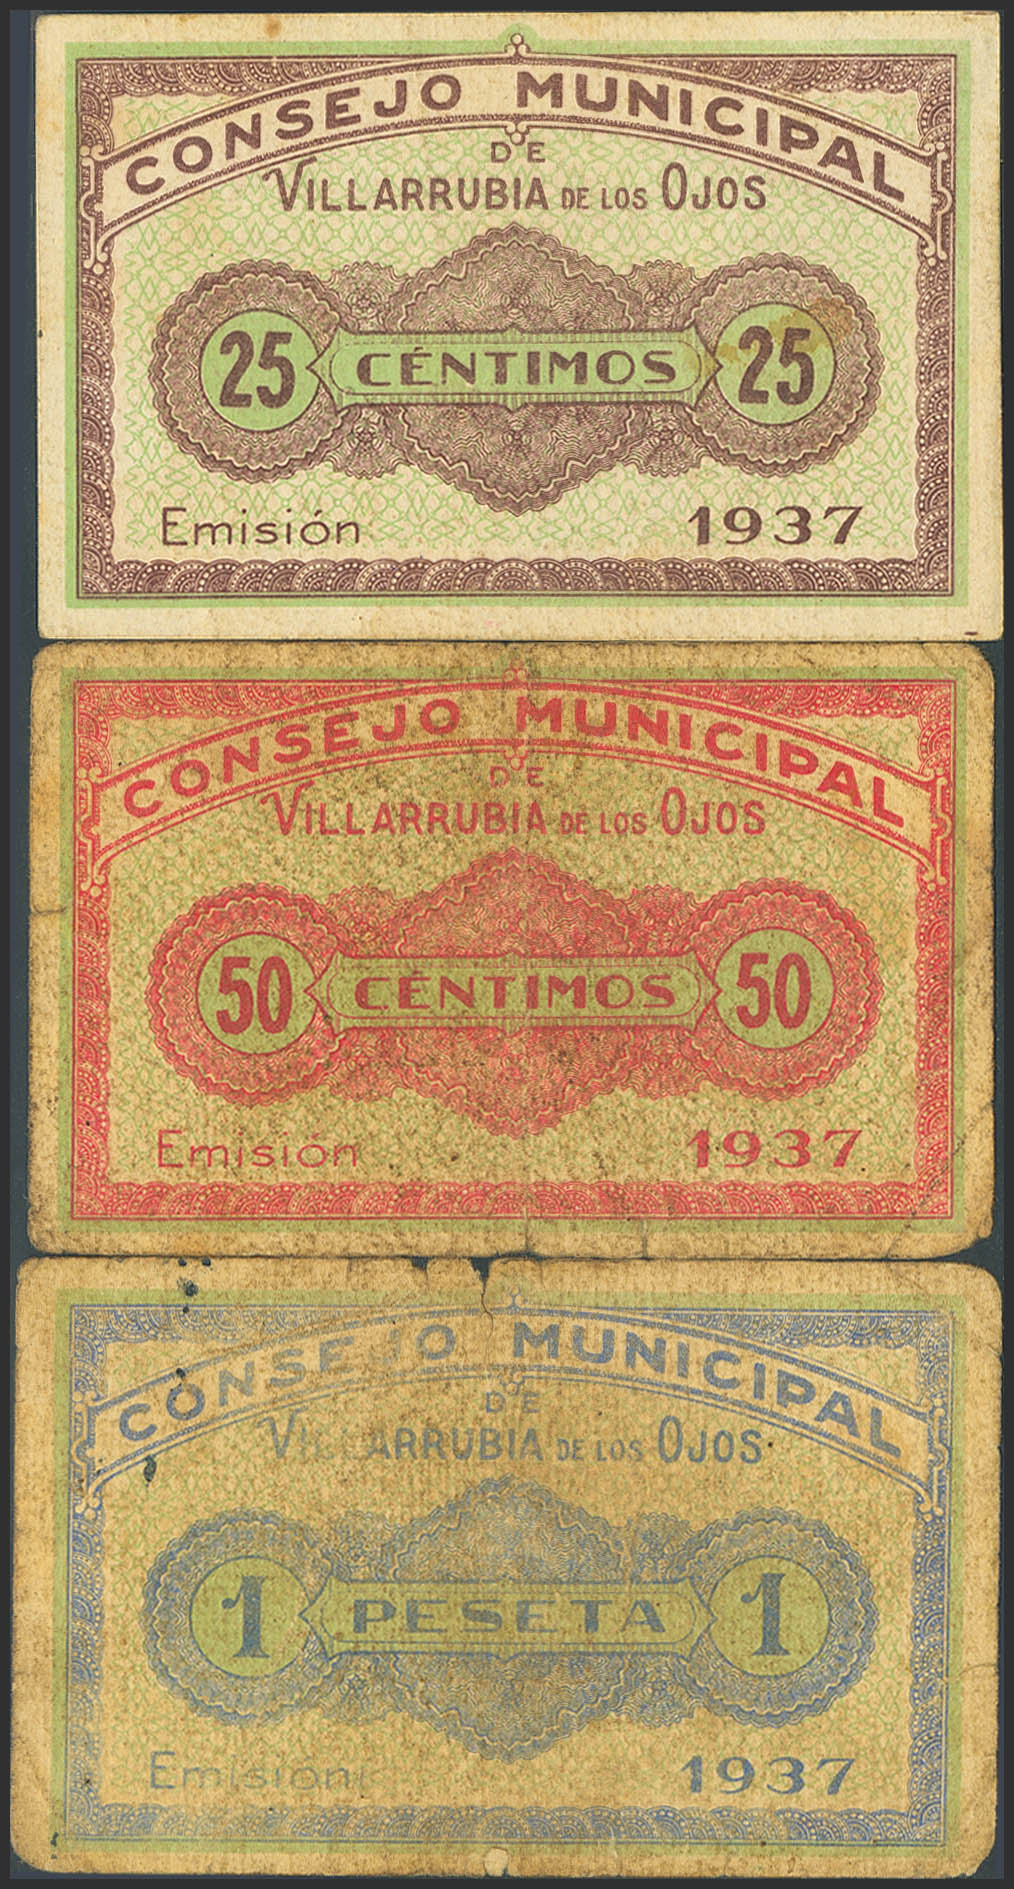 CONSEJO MUNICIPAL
DE
VILLARRUBIA DE LOS OJOS
25 CÉNTIMOS 25
Emisión 1937
CONSEJO MUNICIPAL
DE
VILLARRUBIA DE LOS OJOS
50 CÉNTIMOS 50
Emisión 1937
CONSEJO MUNICIPAL
DE
VILLARRUBIA DE LOS OJOS
1 PESETA 1
Emisión 1937